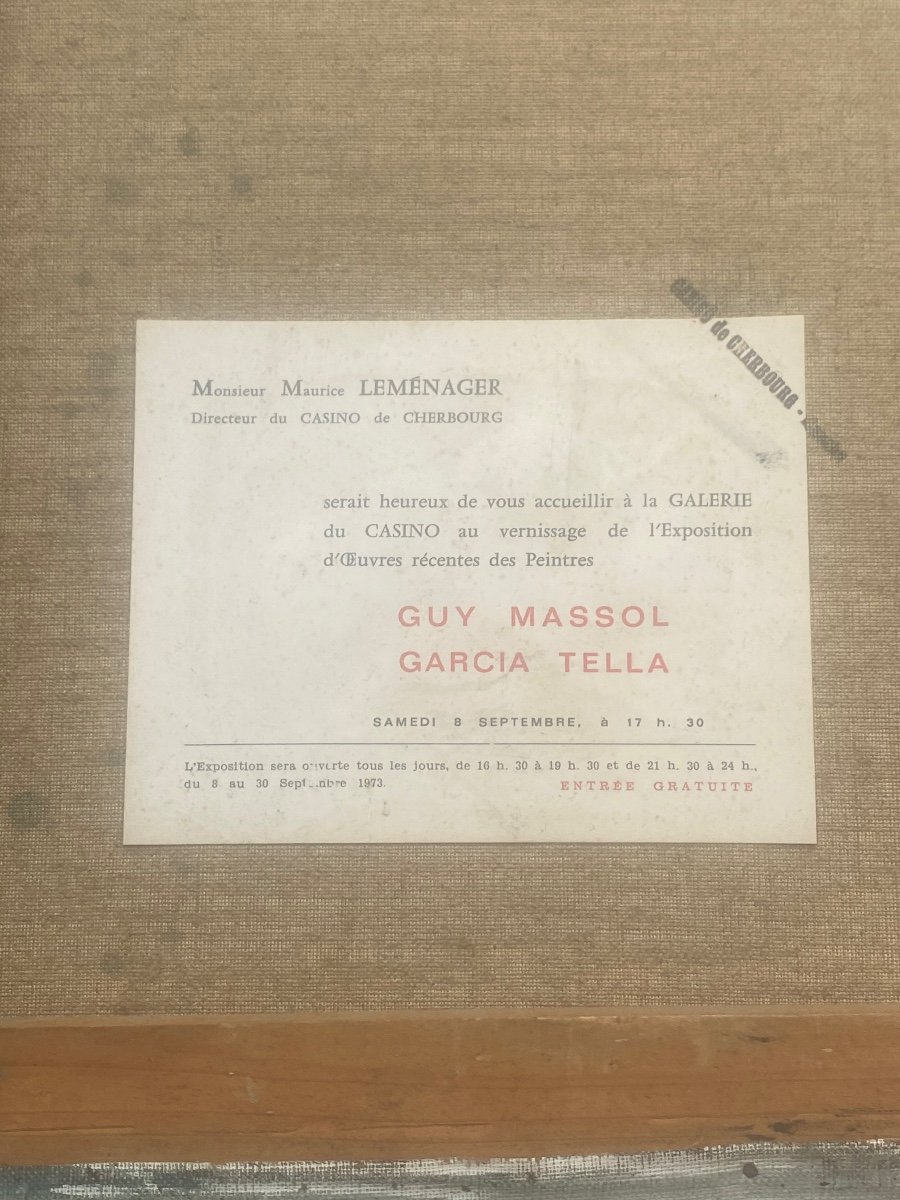 Monsieur Maurice LEMÉNAGER
Directeur du CASINO de CHERBOURG
de CHERBOURG -
serait heureux de vous accueillir à la GALERIE
du CASINO au vernissage de l'Exposition
d'Œuvres récentes des Peintres
GUY MASSOL
GARCIA TELLA
SAMEDI 8 SEPTEMBRE, à 17 h. 30
L'Exposition sera ouverte tous les jours, de 16 h. 30 à 19 h. 30 et de 21 h. 30 à 24 h.,
du 8 au 30 Septembre 1973.
ENTRÉE GRATUITE